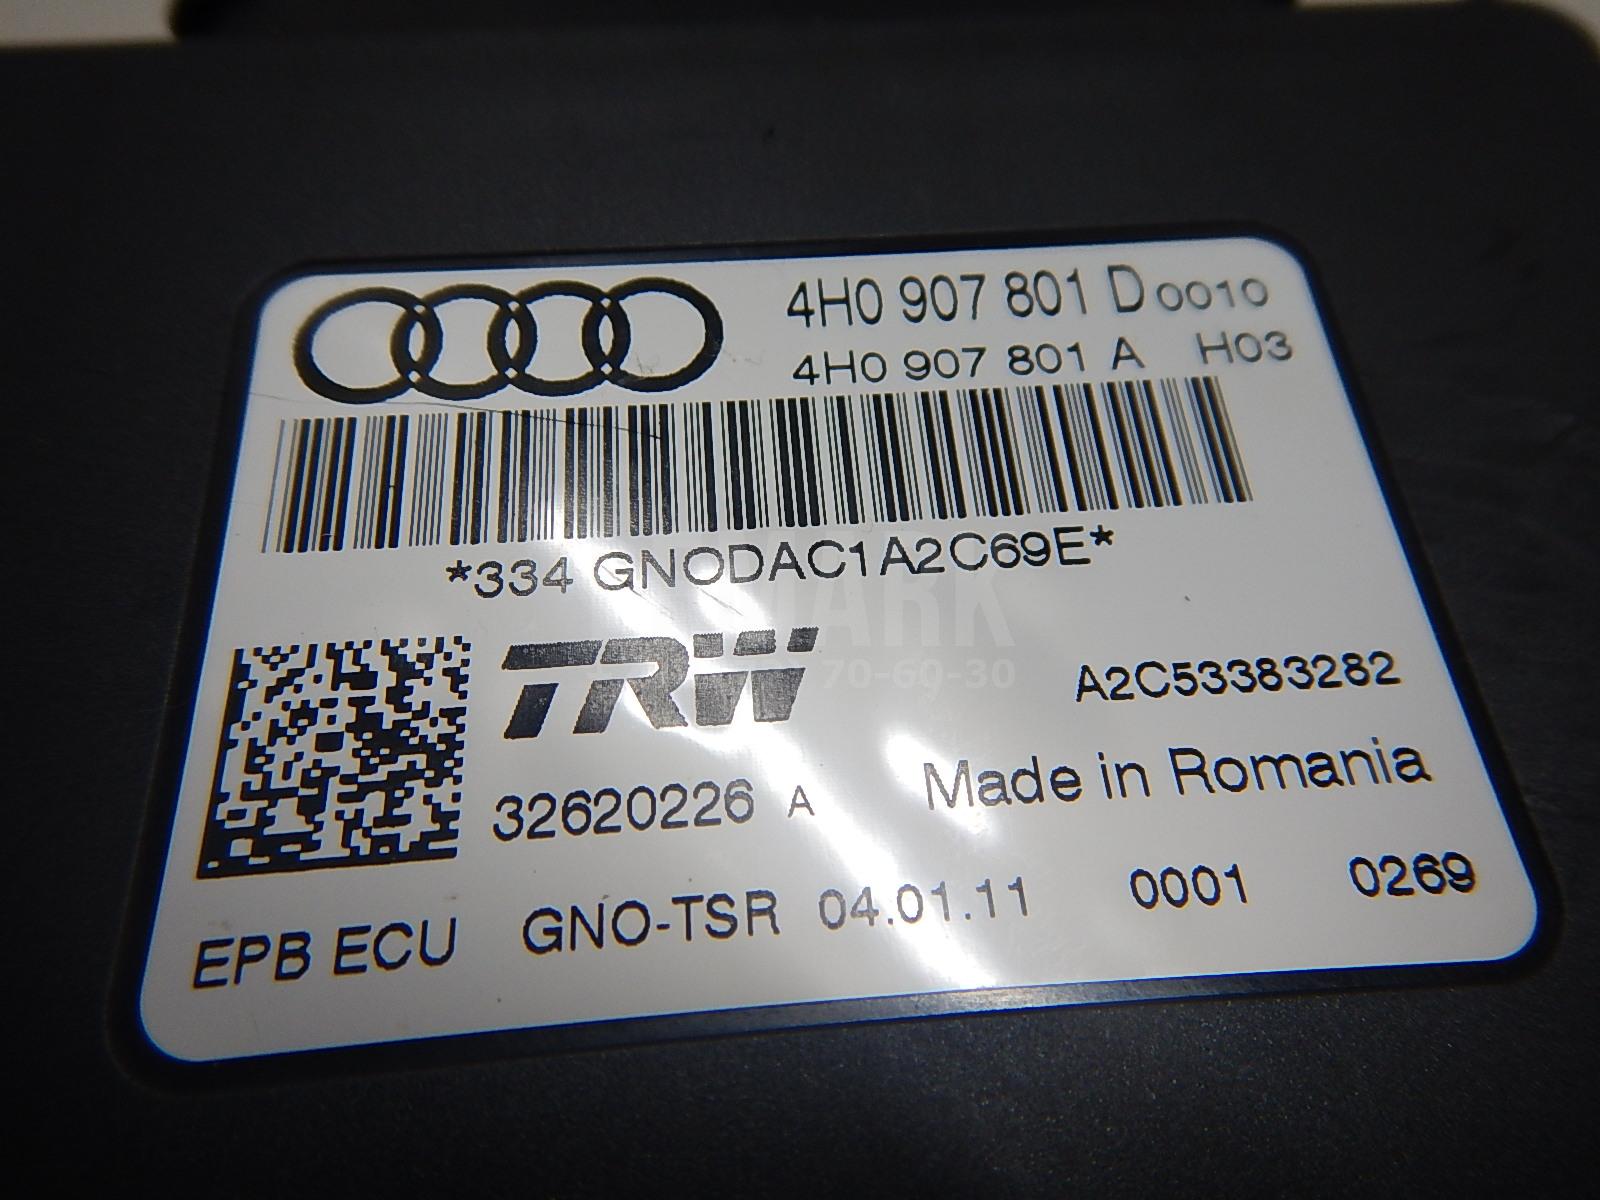 4H0 907 801 D 0010
4H0 907 801 A H03
*334 GNODAC1A2C69E*
TRW
A2C53383282
32620226 A
Made in Romania
EPB ECU GNO-TSR 04.01.11 0001 0269